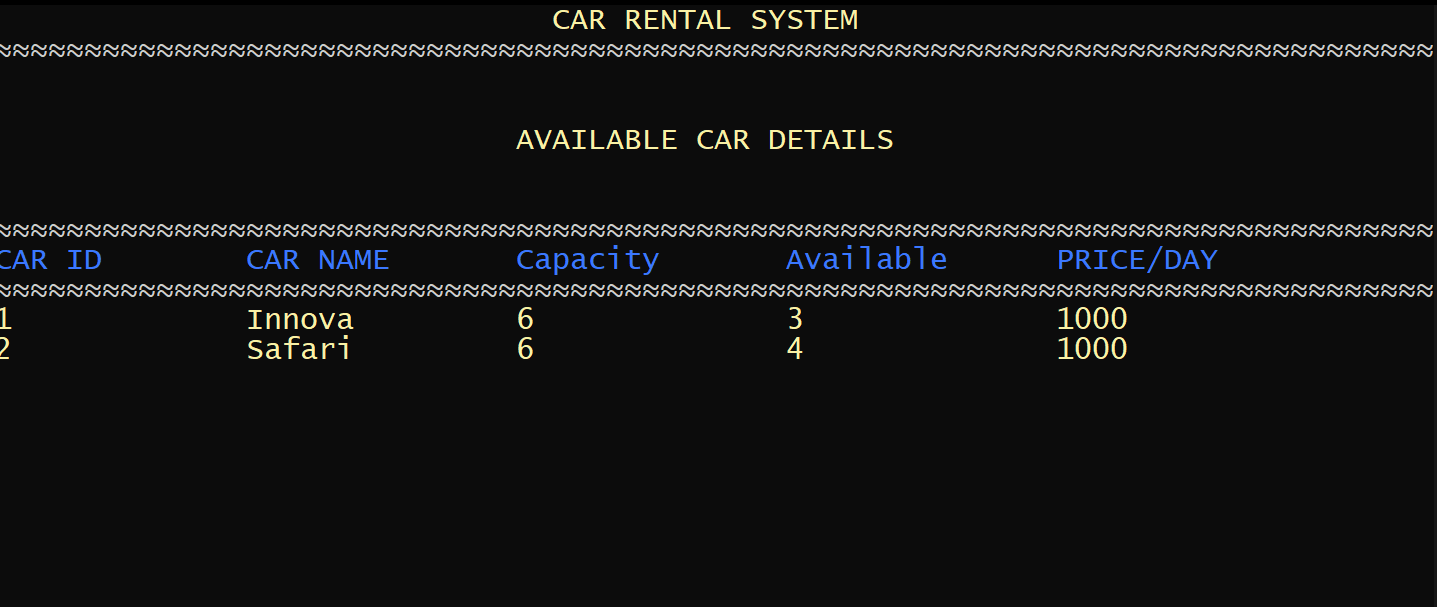 CAR RENTAL SYSTEM
≈≈≈≈≈≈≈≈≈≈≈≈≈≈≈≈≈≈≈≈≈≈≈≈≈≈≈≈≈≈≈≈≈≈≈≈≈≈≈≈≈≈≈≈≈≈≈≈≈≈≈≈≈≈≈≈≈≈≈≈≈≈≈≈≈≈≈≈≈≈≈≈≈≈≈≈≈≈≈≈
AVAILABLE CAR DETAILS
≈≈≈≈≈≈≈≈≈≈≈≈≈≈≈≈≈≈≈≈≈≈≈≈≈≈≈≈≈≈≈≈≈≈≈≈≈≈≈≈≈≈≈≈≈≈≈≈≈≈≈≈≈≈≈≈≈≈≈≈≈≈≈≈≈≈≈≈≈≈≈≈≈≈≈≈≈≈≈≈
CAR ID CAR NAME Capacity Available PRICE/DAY
≈≈≈≈≈≈≈≈≈≈≈≈≈≈≈≈≈≈≈≈≈≈≈≈≈≈≈≈≈≈≈≈≈≈≈≈≈≈≈≈≈≈≈≈≈≈≈≈≈≈≈≈≈≈≈≈≈≈≈≈≈≈≈≈≈≈≈≈≈≈≈≈≈≈≈≈≈≈≈≈
1 Innova 6 3 1000
2 Safari 6 4 1000